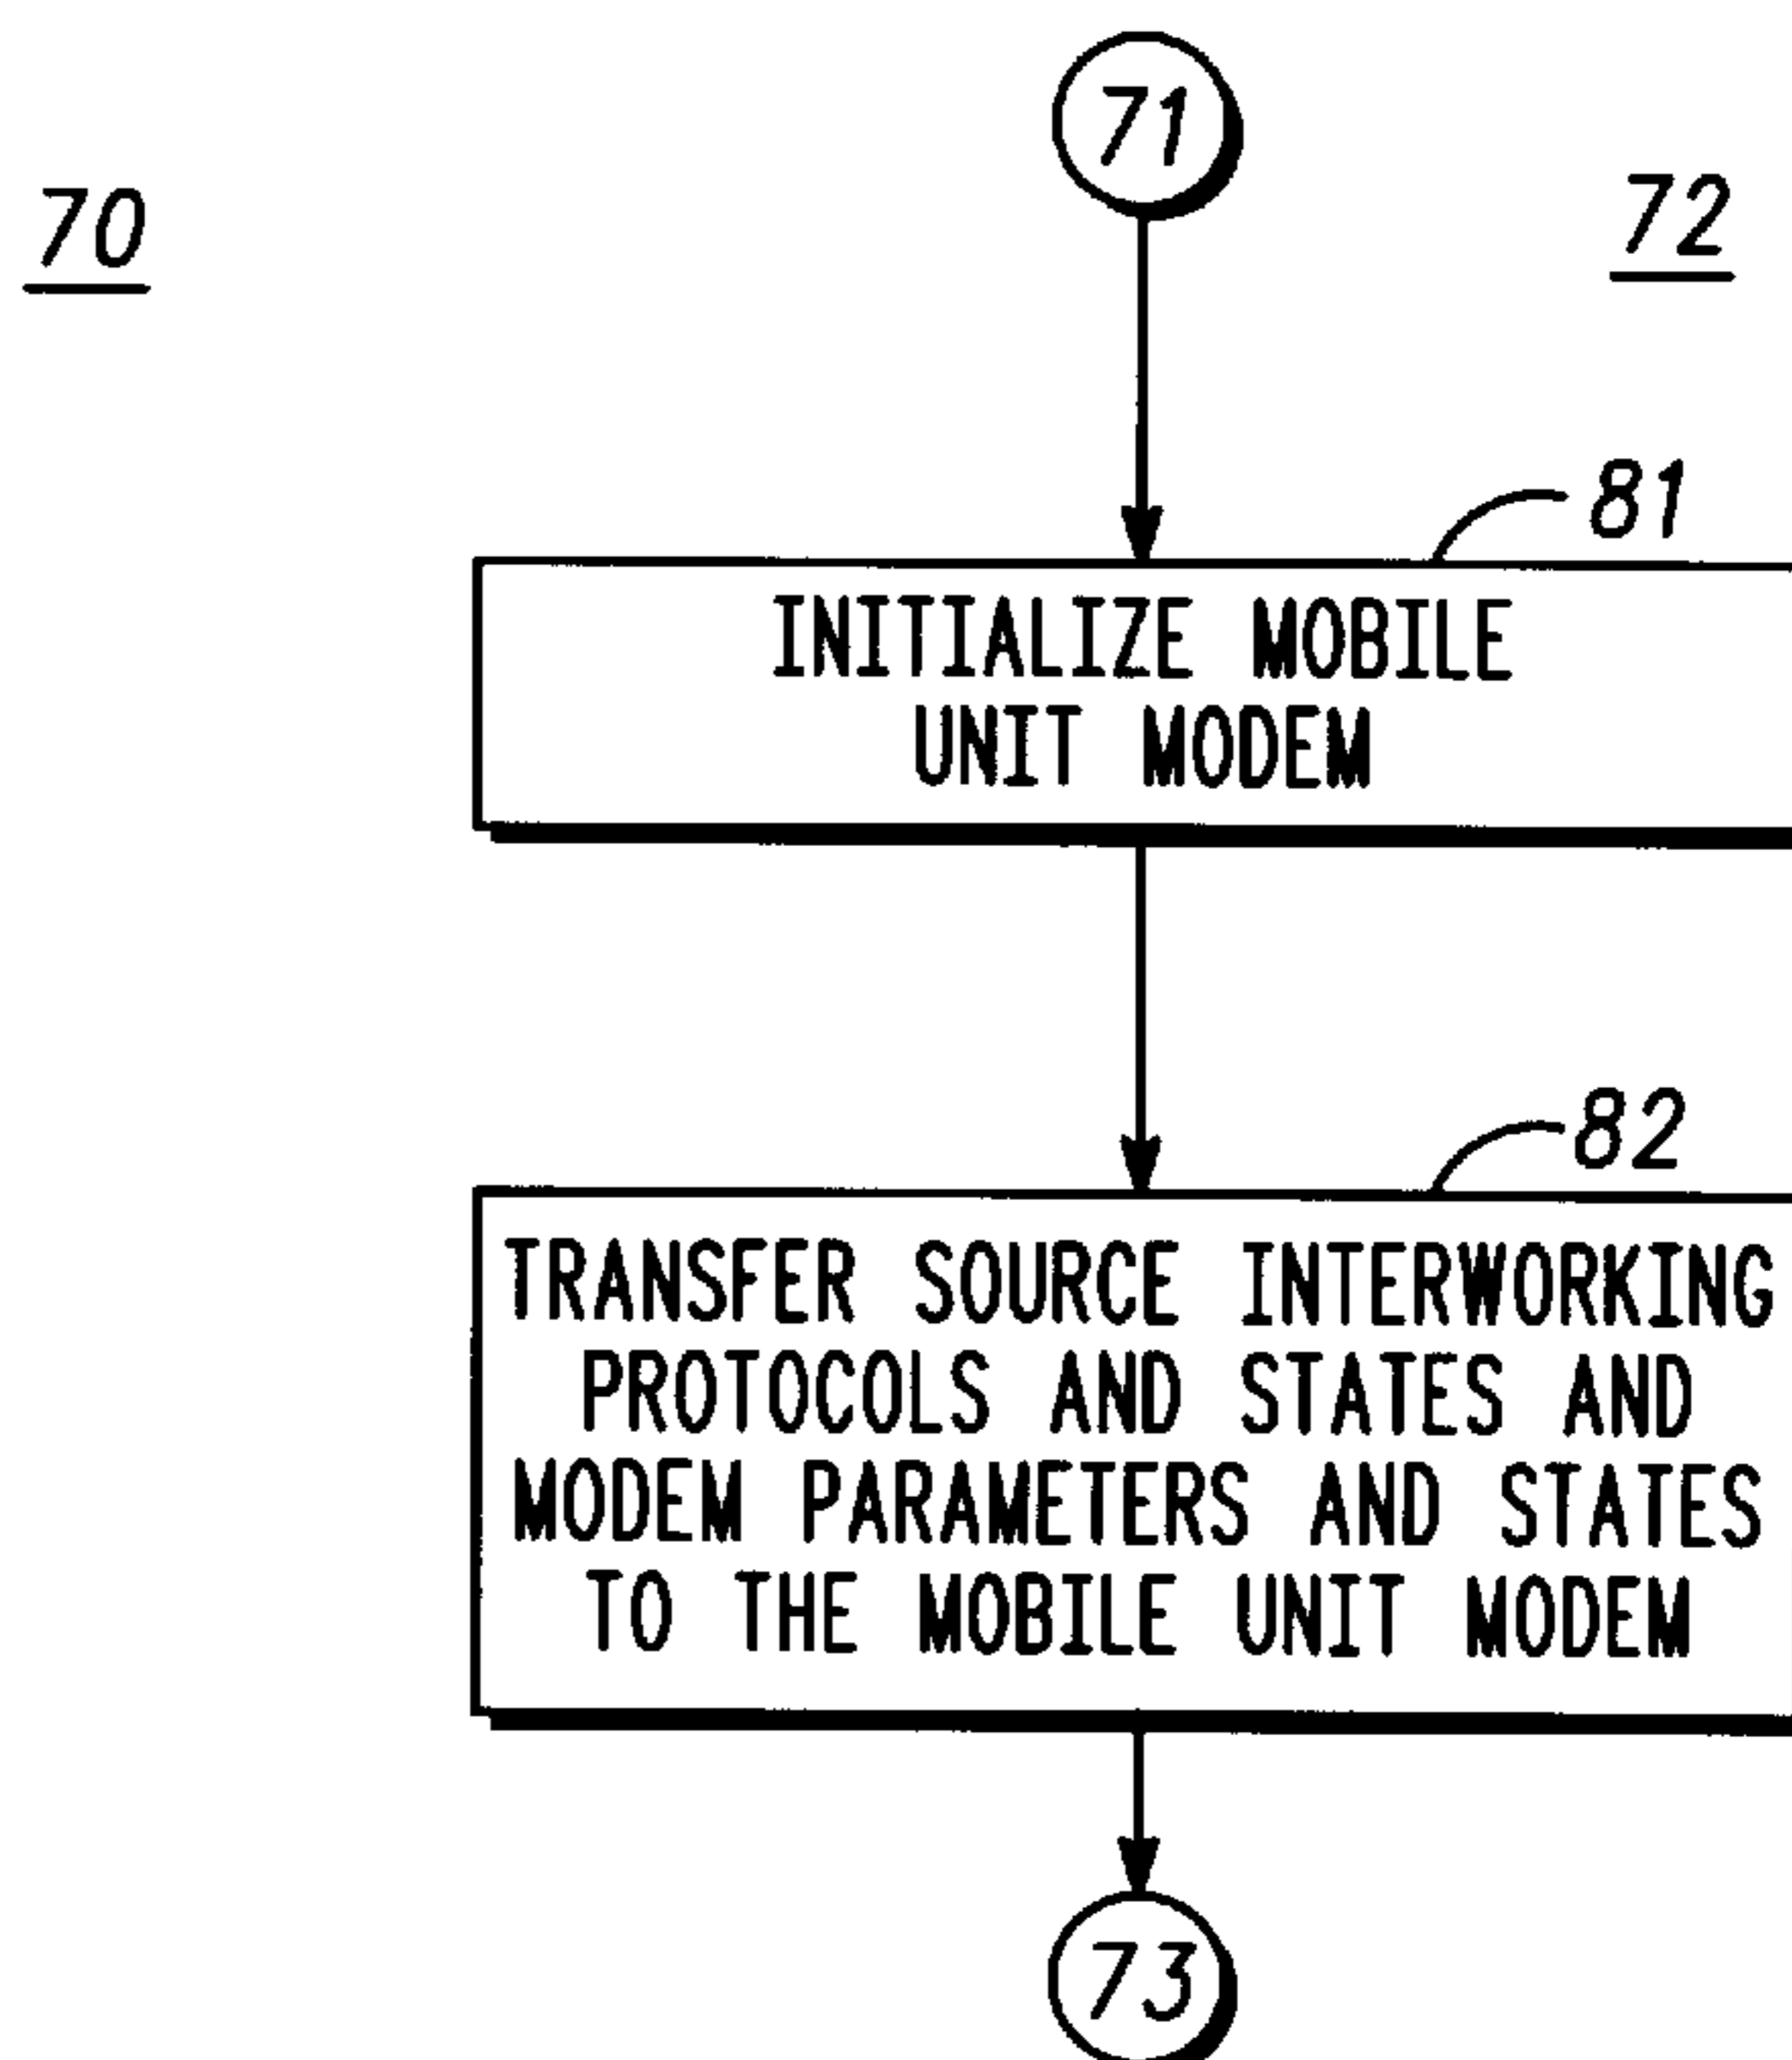 71
70
72
81
INITIALIZE MOBILE
UNIT MODEM
82
TRANSFER SOURCE INTERWORKING
PROTOCOLS AND STATES AND
MODEM PARAMETERS AND STATES
TO THE MOBILE UNIT MODEM
73